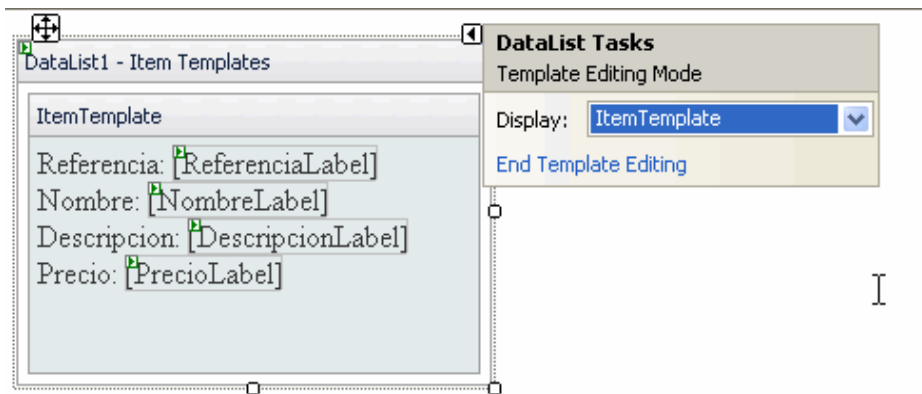 DataList1 - Item Templates
ItemTemplate
Referencia: [ReferenciaLabel]
Nombre: [NombreLabel]
Descripcion: [DescripcionLabel]
Precio: [PrecioLabel]
DataList Tasks
Template Editing Mode
Display: ItemTemplate
End Template Editing